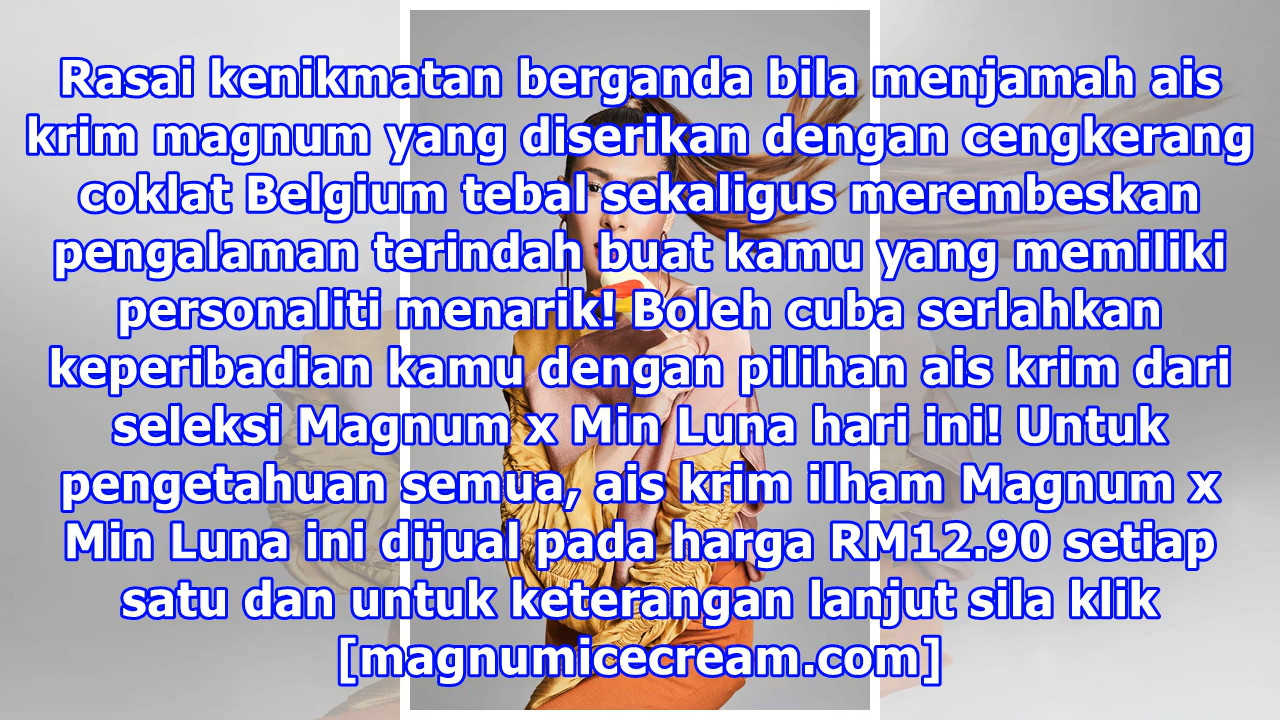 Rasai kenikmatan berganda bila menjamah ais
krim magnum yang diserikan dengan cengkerang
coklat Belgium tebal sekaligus merembeskan
pengalaman terindah buat kamu yang memiliki
personaliti menarik! Boleh cuba serlahkan
keperibadian kamu dengan pilihan ais krim dari
seleksi Magnum x Min Luna hari ini! Untuk
pengetahuan semua, ais krim ilham Magnum x
Min Luna ini dijual pada harga RM12.90 setiap
satu dan untuk keterangan lanjut sila klik
[magnumicecream.com]